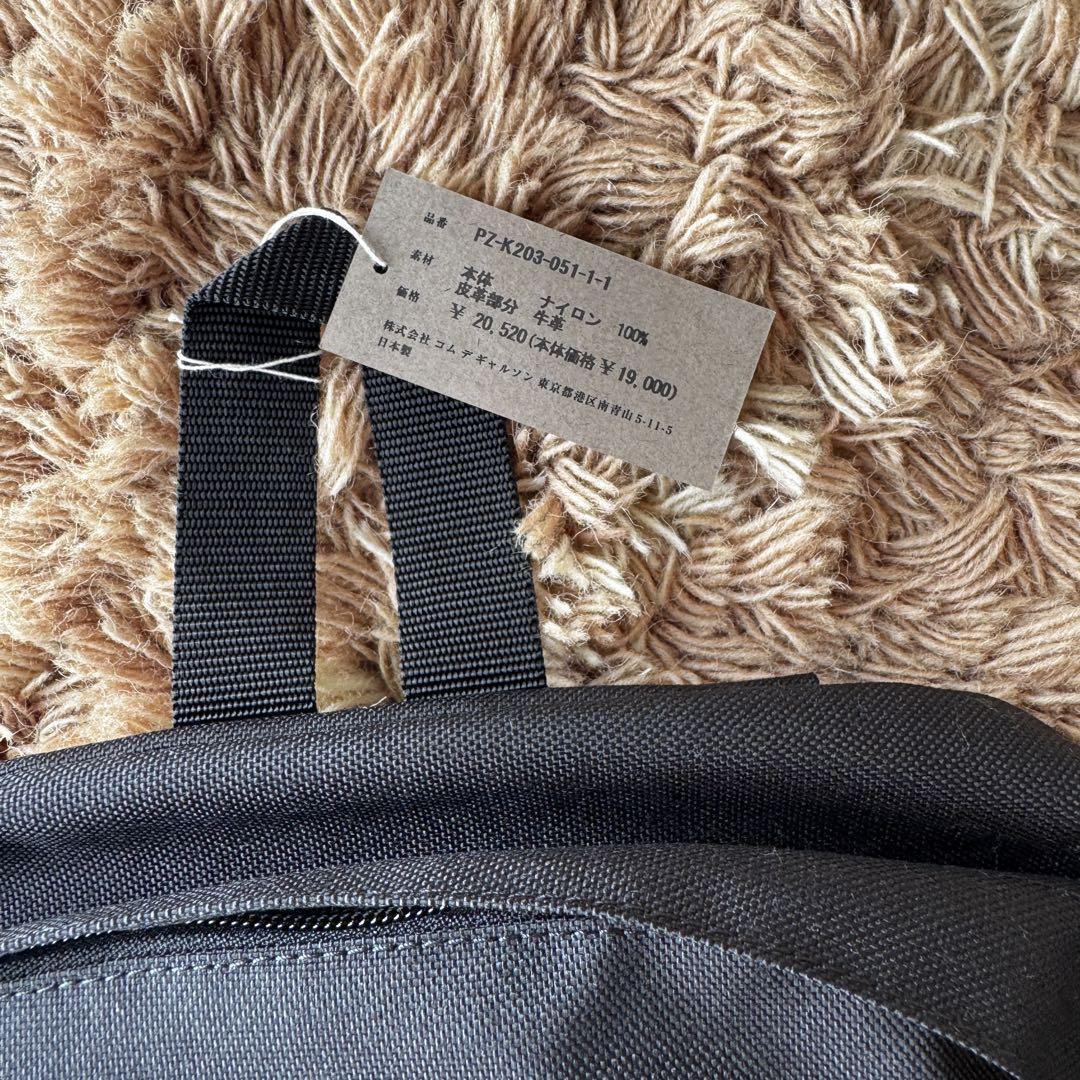 品番 PZ-K203-051-1-1
素材 本体 ナイロン 100%
皮革部分 牛革
価格 ¥ 20,520(本体価格 ¥ 19,000)
株式会社 コム デ ギャルソン 東京都港区南青山 5-11-5
日本製